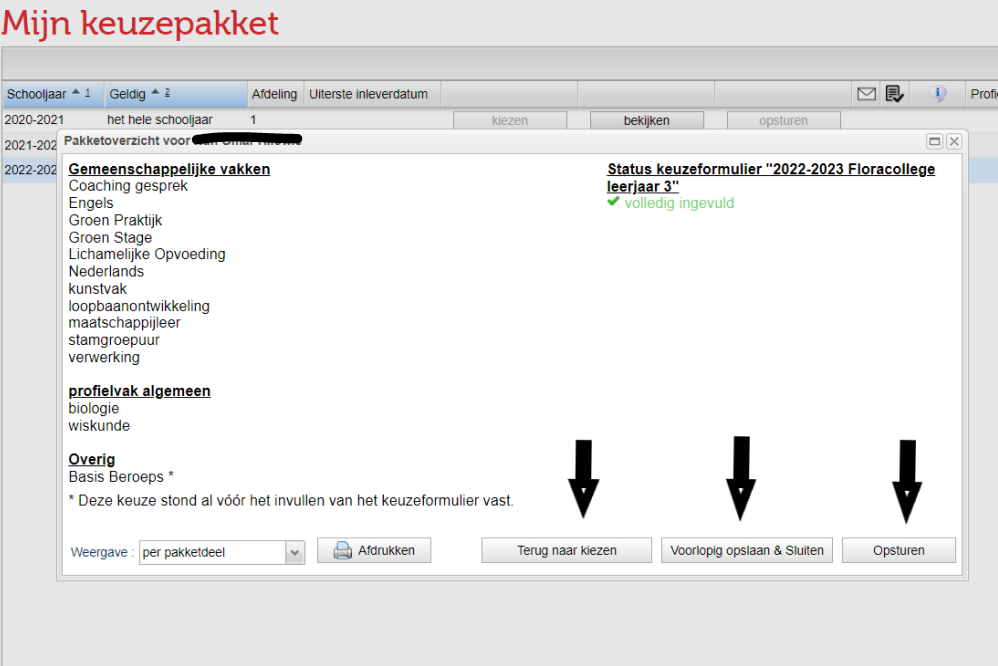 Mijn keuzepakket
Schooljaar 1 Geldig 2 Afdeling Uiterste inleverdatum Profie
2020-2021 het hele schooljaar 1 kiezen bekijken opsturen
2021-202
Pakketoverzicht voor
2022-202
Gemeenschappelijke vakken
Coaching gesprek
Engels
Groen Praktijk
Groen Stage
Lichamelijke Opvoeding
Nederlands
kunstvak
loopbaanontwikkeling
maatschappijleer
stamgroepuur
verwerking
profielvak algemeen
biologie
wiskunde
Overig
Basis Beroeps *
* Deze keuze stond al vóór het invullen van het keuzeformulier vast.
Status keuzeformulier "2022-2023 Floracollege
leerjaar 3"
volledig ingevuld
Weergave : per pakketdeel Afdrukken Terug naar kiezen Voorlopig opslaan & Sluiten Opsturen